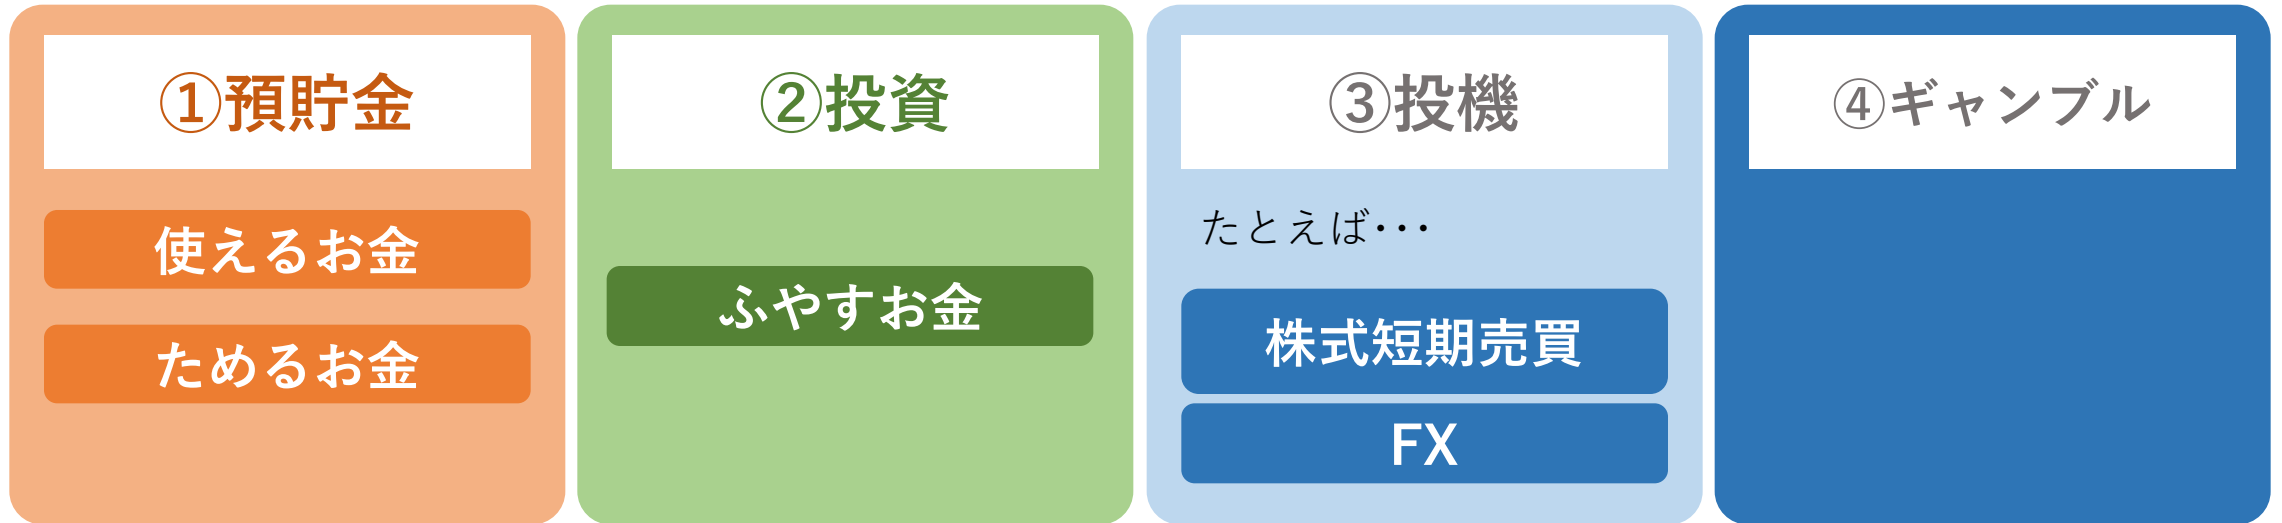 ①預貯金
使えるお金
ためるお金
②投資
ふやすお金
③投機
たとえば･･･
株式短期売買
FX
④ギャンブル